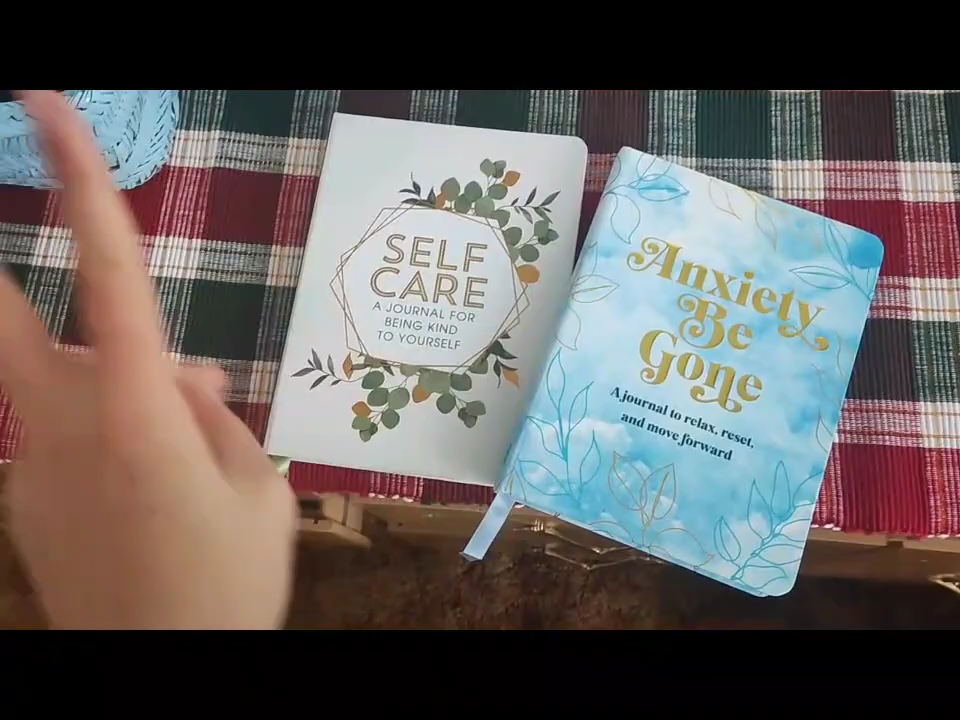 SELF
CARE
A JOURNAL FOR
BEING KIND
TO YOURSELF
Anxiety
Be
Gone
A journal to relax, reset,
and move forward